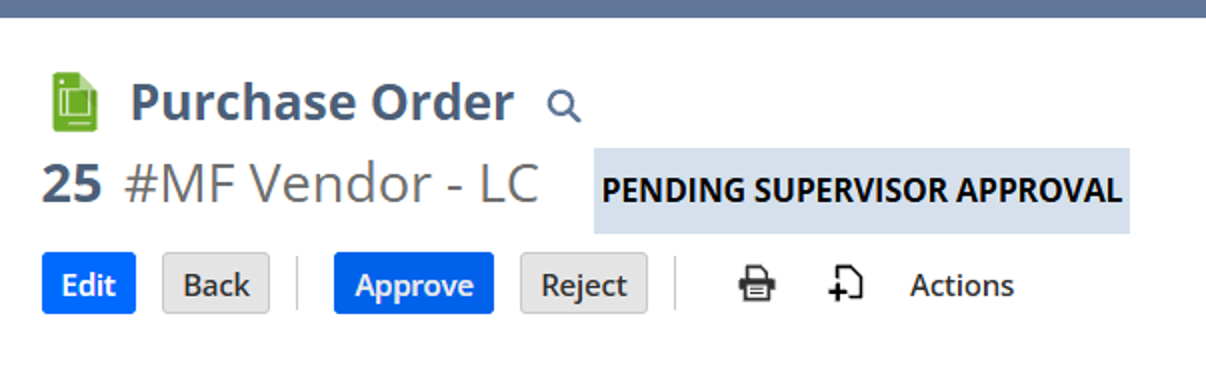 Purchase Order
25 #MF Vendor - LC PENDING SUPERVISOR APPROVAL
Edit Back Approve Reject Actions